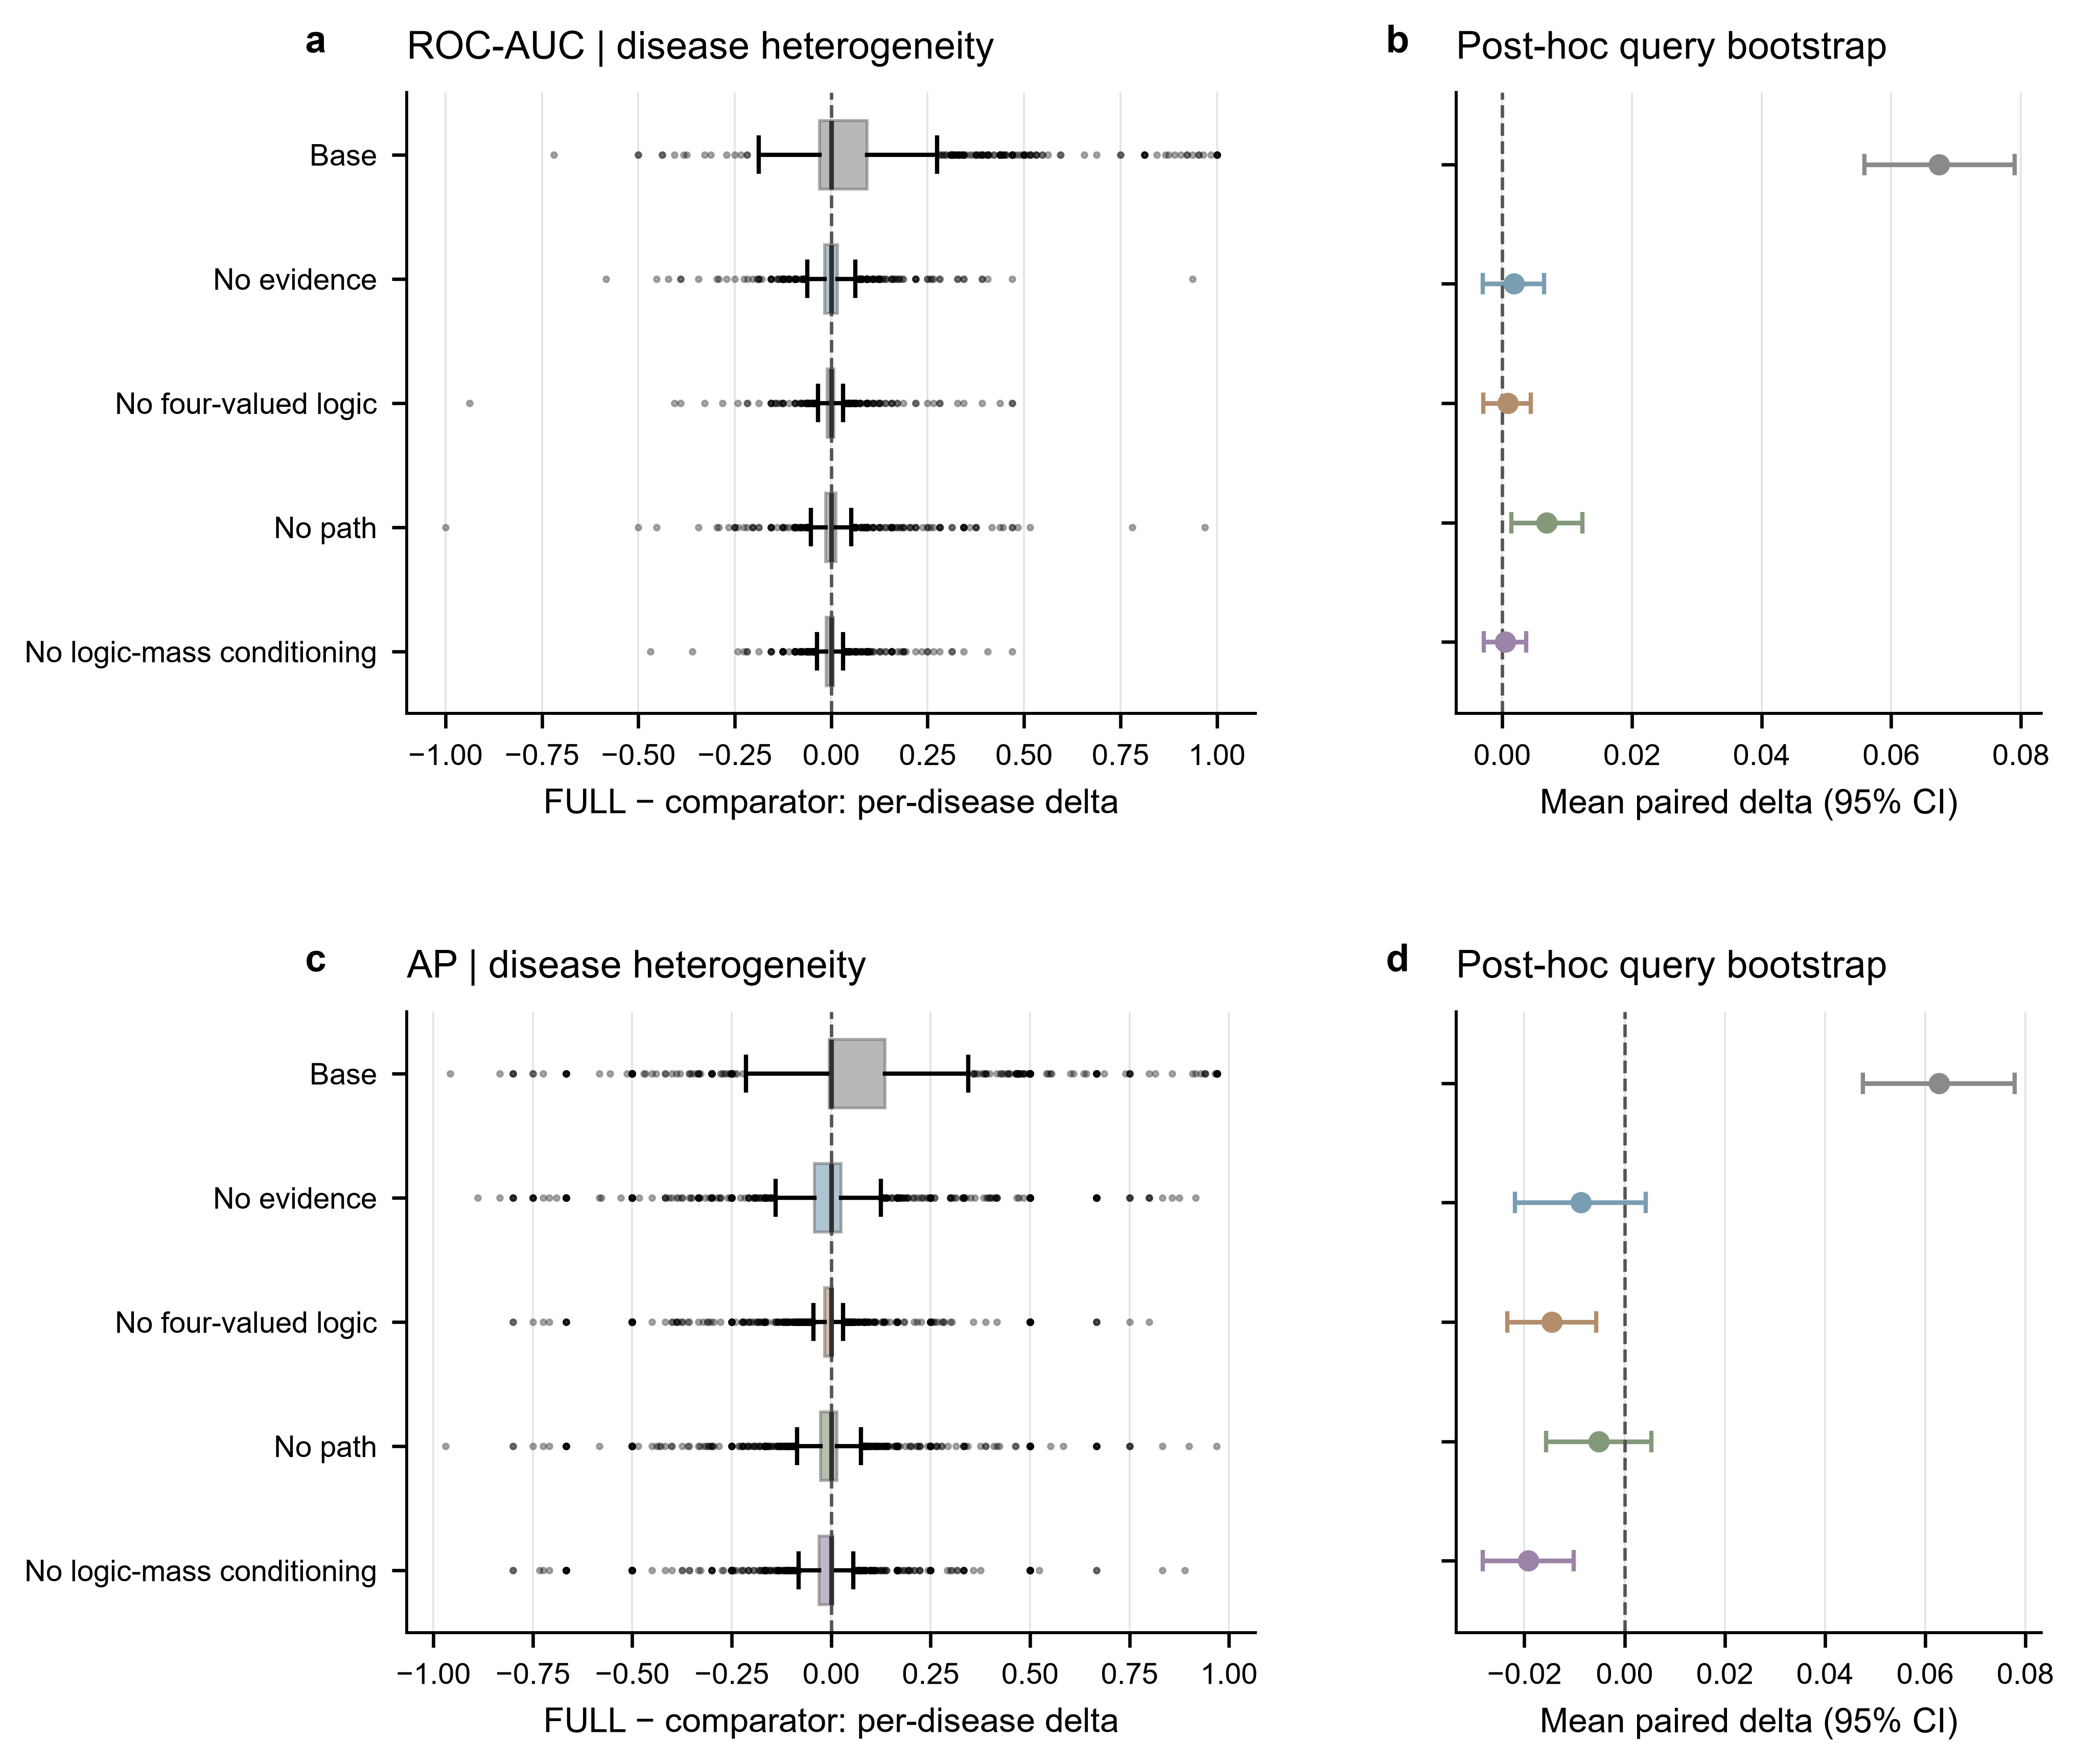 a
ROC-AUC | disease heterogeneity
Base
No evidence
No four-valued logic
No path
No logic-mass conditioning
−1.00 −0.75 −0.50 −0.25 0.00 0.25 0.50 0.75 1.00
FULL − comparator: per-disease delta
b
Post-hoc query bootstrap
0.00 0.02 0.04 0.06 0.08
Mean paired delta (95% CI)
c
AP | disease heterogeneity
Base
No evidence
No four-valued logic
No path
No logic-mass conditioning
−1.00 −0.75 −0.50 −0.25 0.00 0.25 0.50 0.75 1.00
FULL − comparator: per-disease delta
d
Post-hoc query bootstrap
−0.02 0.00 0.02 0.04 0.06 0.08
Mean paired delta (95% CI)